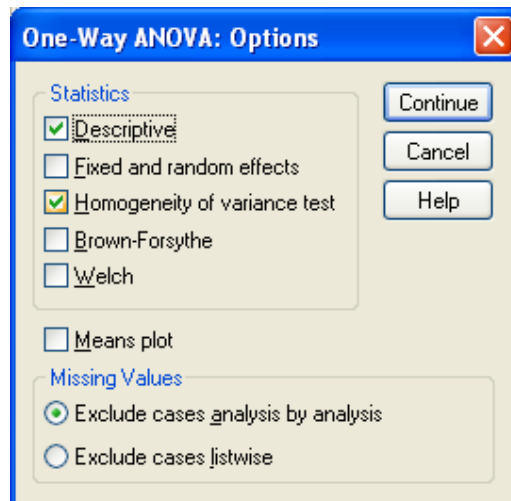 One-Way ANOVA: Options
Statistics
Descriptive
Fixed and random effects
Homogeneity of variance test
Brown-Forsythe
Welch
Continue
Cancel
Help
Means plot
Missing Values
Exclude cases analysis by analysis
Exclude cases listwise